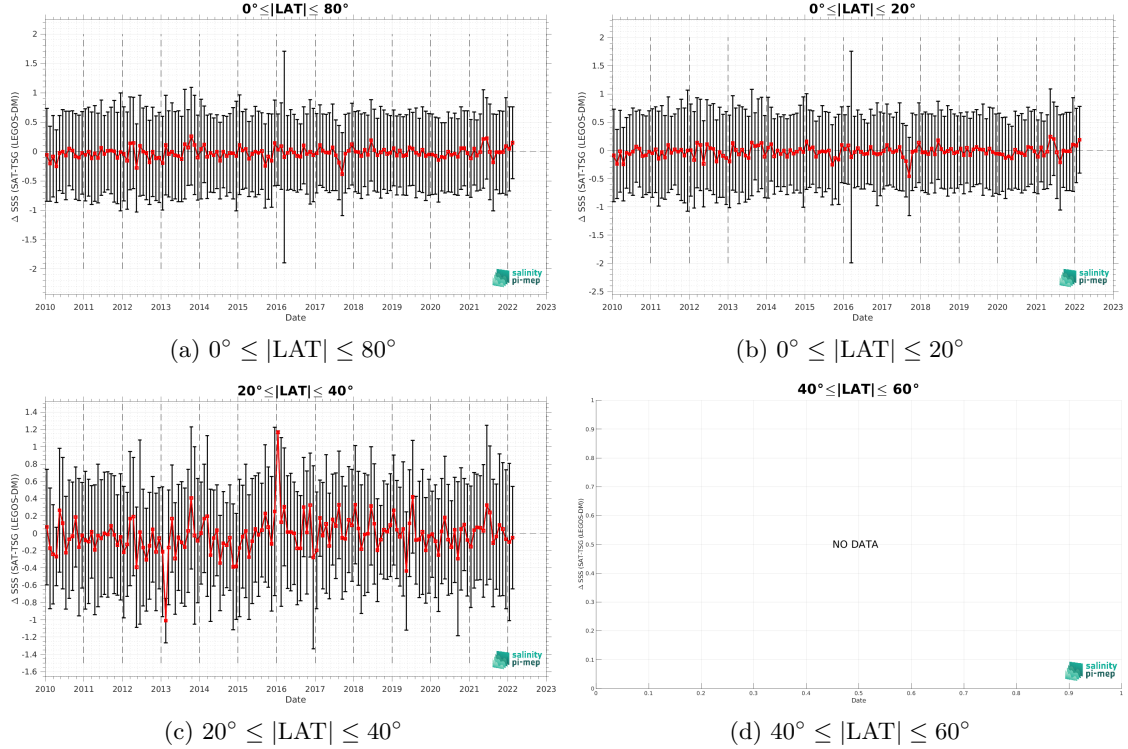 0°≤|LAT|≤ 80°
Δ SSS (SAT-TSG (LEGOS-DM))
2
1.5
1
0.5
0
-0.5
-1
-1.5
-2
2010 2011 2012 2013 2014 2015 2016 2017 2018 2019 2020 2021 2022 2023
Date
salinity
pi-mep
(a) 0° ≤ |LAT| ≤ 80°
0°≤|LAT|≤ 20°
Δ SSS (SAT-TSG (LEGOS-DM))
2
1.5
1
0.5
0
-0.5
-1
-1.5
-2
-2.5
2010 2011 2012 2013 2014 2015 2016 2017 2018 2019 2020 2021 2022 2023
Date
salinity
pi-mep
(b) 0° ≤ |LAT| ≤ 20°
20°≤|LAT|≤ 40°
Δ SSS (SAT-TSG (LEGOS-DM))
1.4
1.2
1
0.8
0.6
0.4
0.2
0
-0.2
-0.4
-0.6
-0.8
-1
-1.2
-1.4
-1.6
2010 2011 2012 2013 2014 2015 2016 2017 2018 2019 2020 2021 2022 2023
Date
salinity
pi-mep
(c) 20° ≤ |LAT| ≤ 40°
40°≤|LAT|≤ 60°
Δ SSS (SAT-TSG (LEGOS-DM))
1
0.9
0.8
0.7
0.6
0.5
0.4
0.3
0.2
0.1
0
NO DATA
0 0.1 0.2 0.3 0.4 0.5 0.6 0.7 0.8 0.9 1
Date
salinity
pi-mep
(d) 40° ≤ |LAT| ≤ 60°